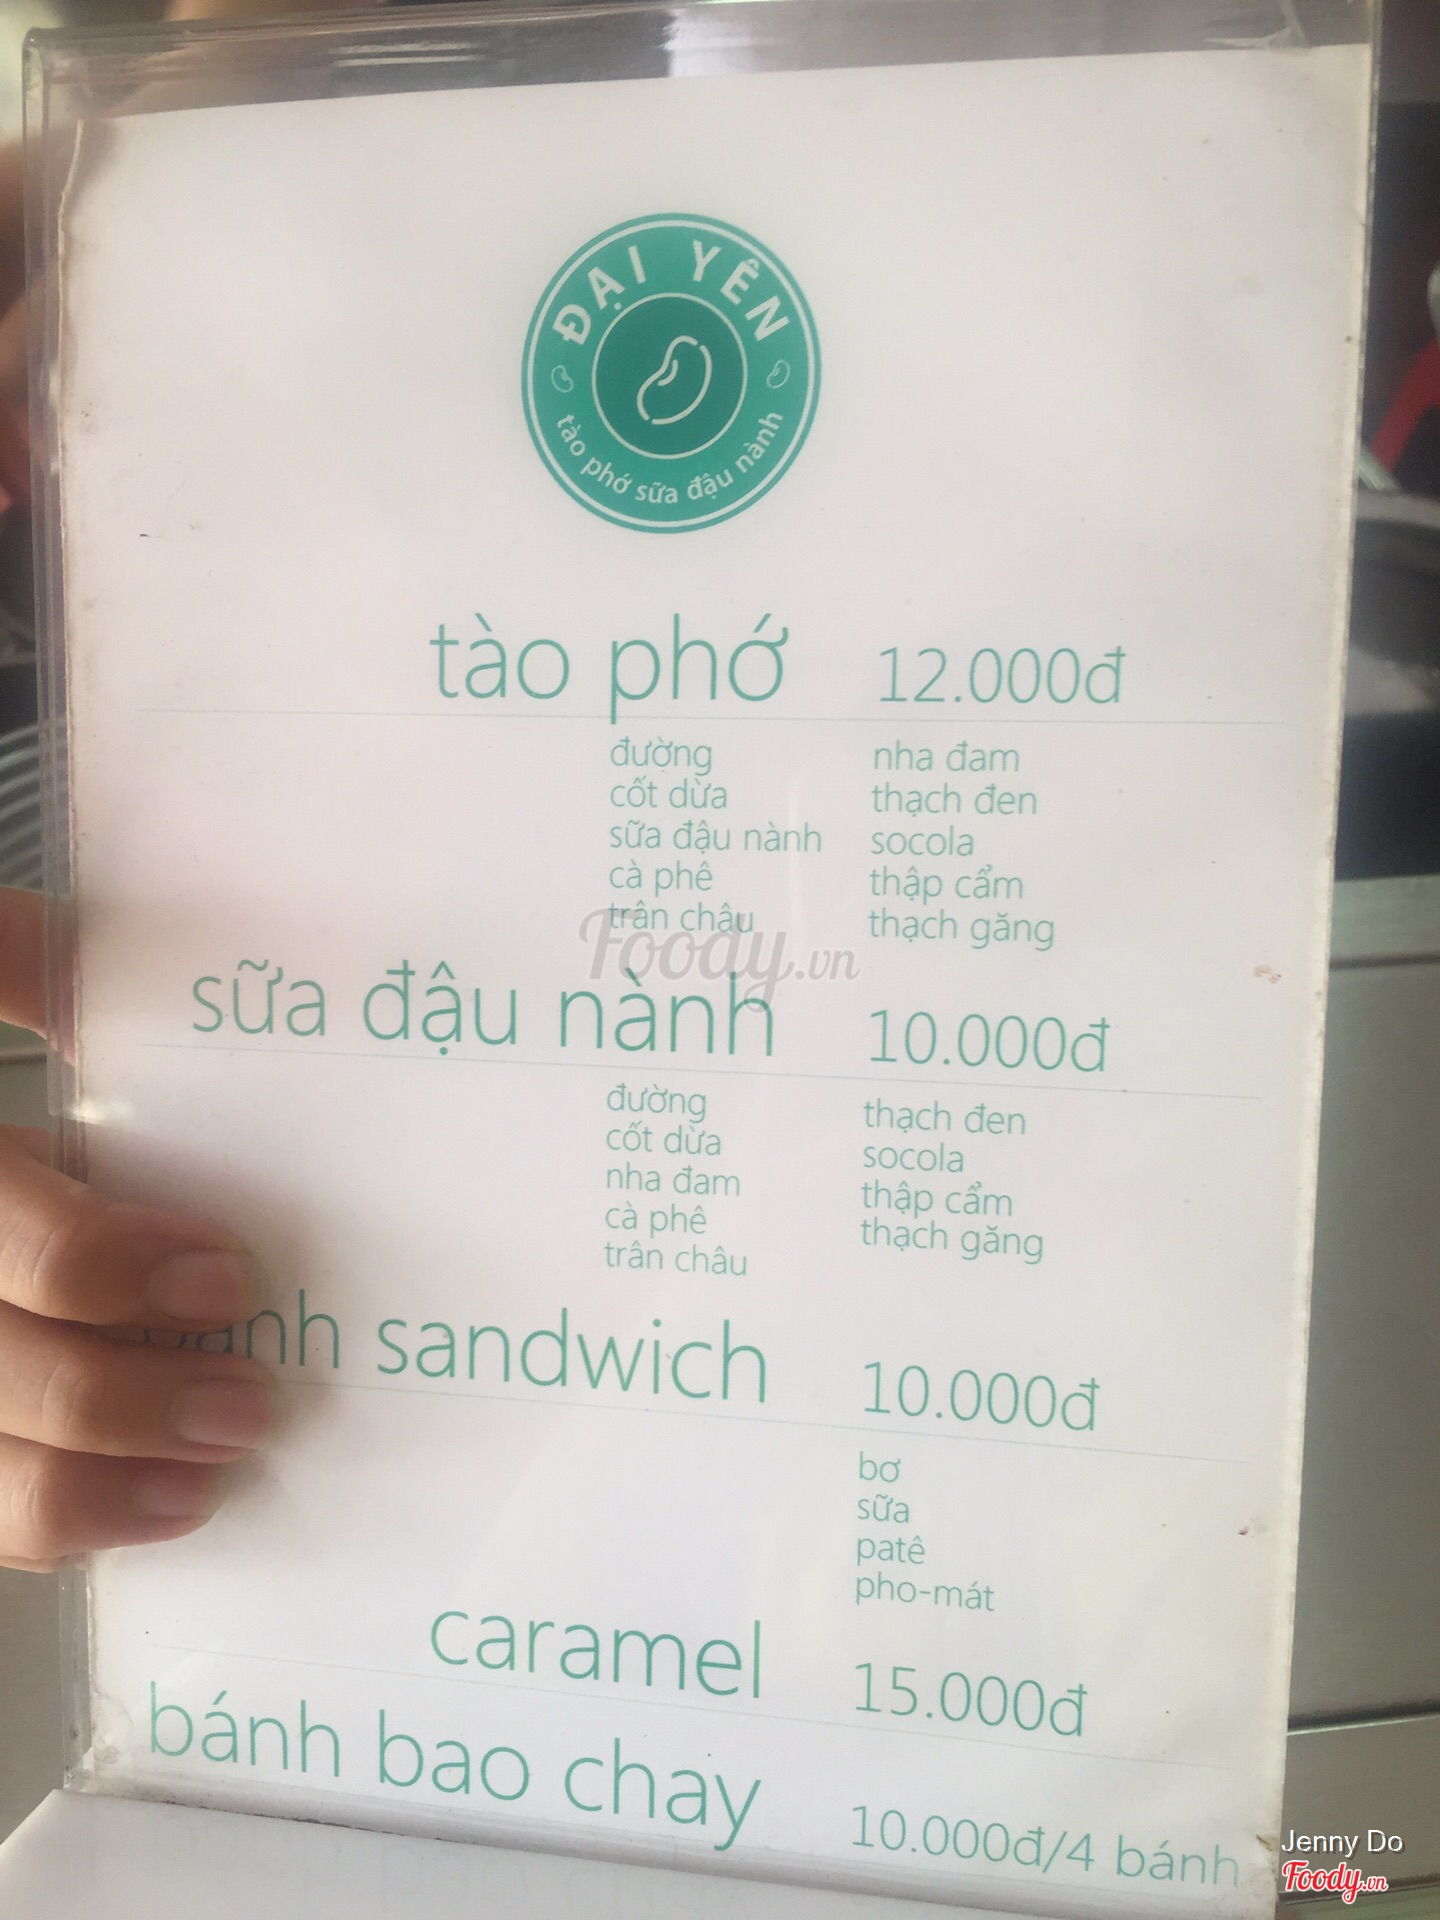 ĐẠI YÊN
tào phớ sữa đậu nành
tào phớ 12.000đ
đường nha đam
cốt dừa thạch đen
sữa đậu nành socola
cà phê thập cẩm
trân châu thạch găng
Foody.vn
sữa đậu nành 10.000đ
đường thạch đen
cốt dừa socola
nha đam thập cẩm
cà phê thạch găng
trân châu
bánh sandwich 10.000đ
bơ
sữa
patê
pho-mát
caramel 15.000đ
bánh bao chay 10.000đ/4 bánh
Jenny Do
Foody.vn